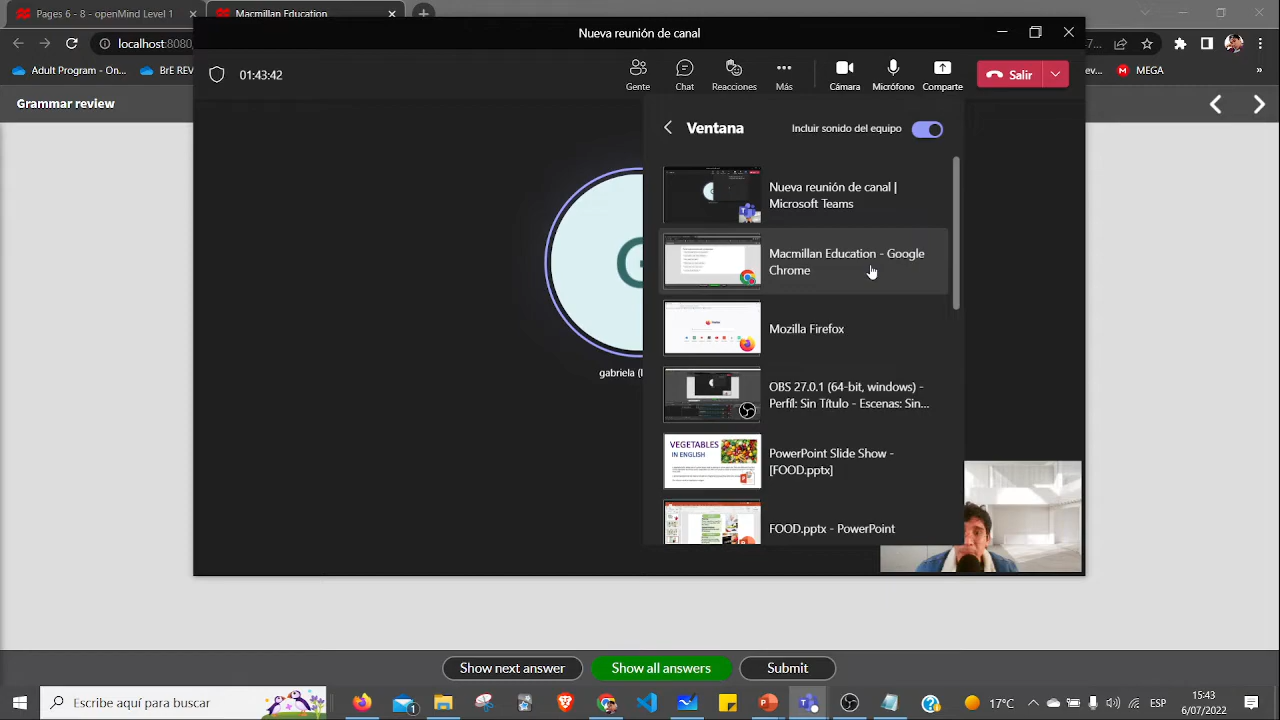 Pages 6 - 8 - openMind Level 1
Macmillan Education
Nueva reunión de canal
localhost:8080,
Adult Program - On...
BrE REV
MEGA
»
01:43:42
Gente
Chat
Reacciones
Más
Cámara
Micrófono
Comparte
Salir
Grammar review
Ventana
Incluir sonido del equipo
Nueva reunión de canal |
Microsoft Teams
Macmillan Education - Google
Chrome
Mozilla Firefox
OBS 27.0.1 (64-bit, windows) -
Perfil: Sin Título - Escenas: Sin...
VEGETABLES
IN ENGLISH
PowerPoint Slide Show -
[FOOD.pptx]
FOOD.pptx - PowerPoint
G
gabriela (
Show next answer
Show all answers
Submit
Escribe aquí para buscar
1
17°C
ESP
15:43
6/07/2022